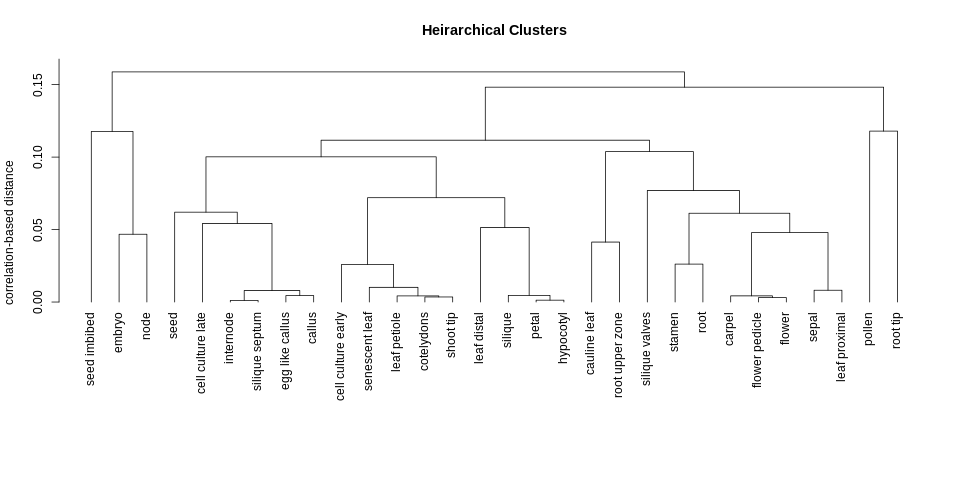 Heirarchical Clusters
correlation-based distance
0.00
0.05
0.10
0.15
seed imbibed
embryo
node
seed
cell culture late
internode
silique septum
egg like callus
callus
cell culture early
senescent leaf
leaf petiole
cotelydons
shoot tip
leaf distal
silique
petal
hypocotyl
cauline leaf
root upper zone
silique valves
stamen
root
carpel
flower pedicle
flower
sepal
leaf proximal
pollen
root tip